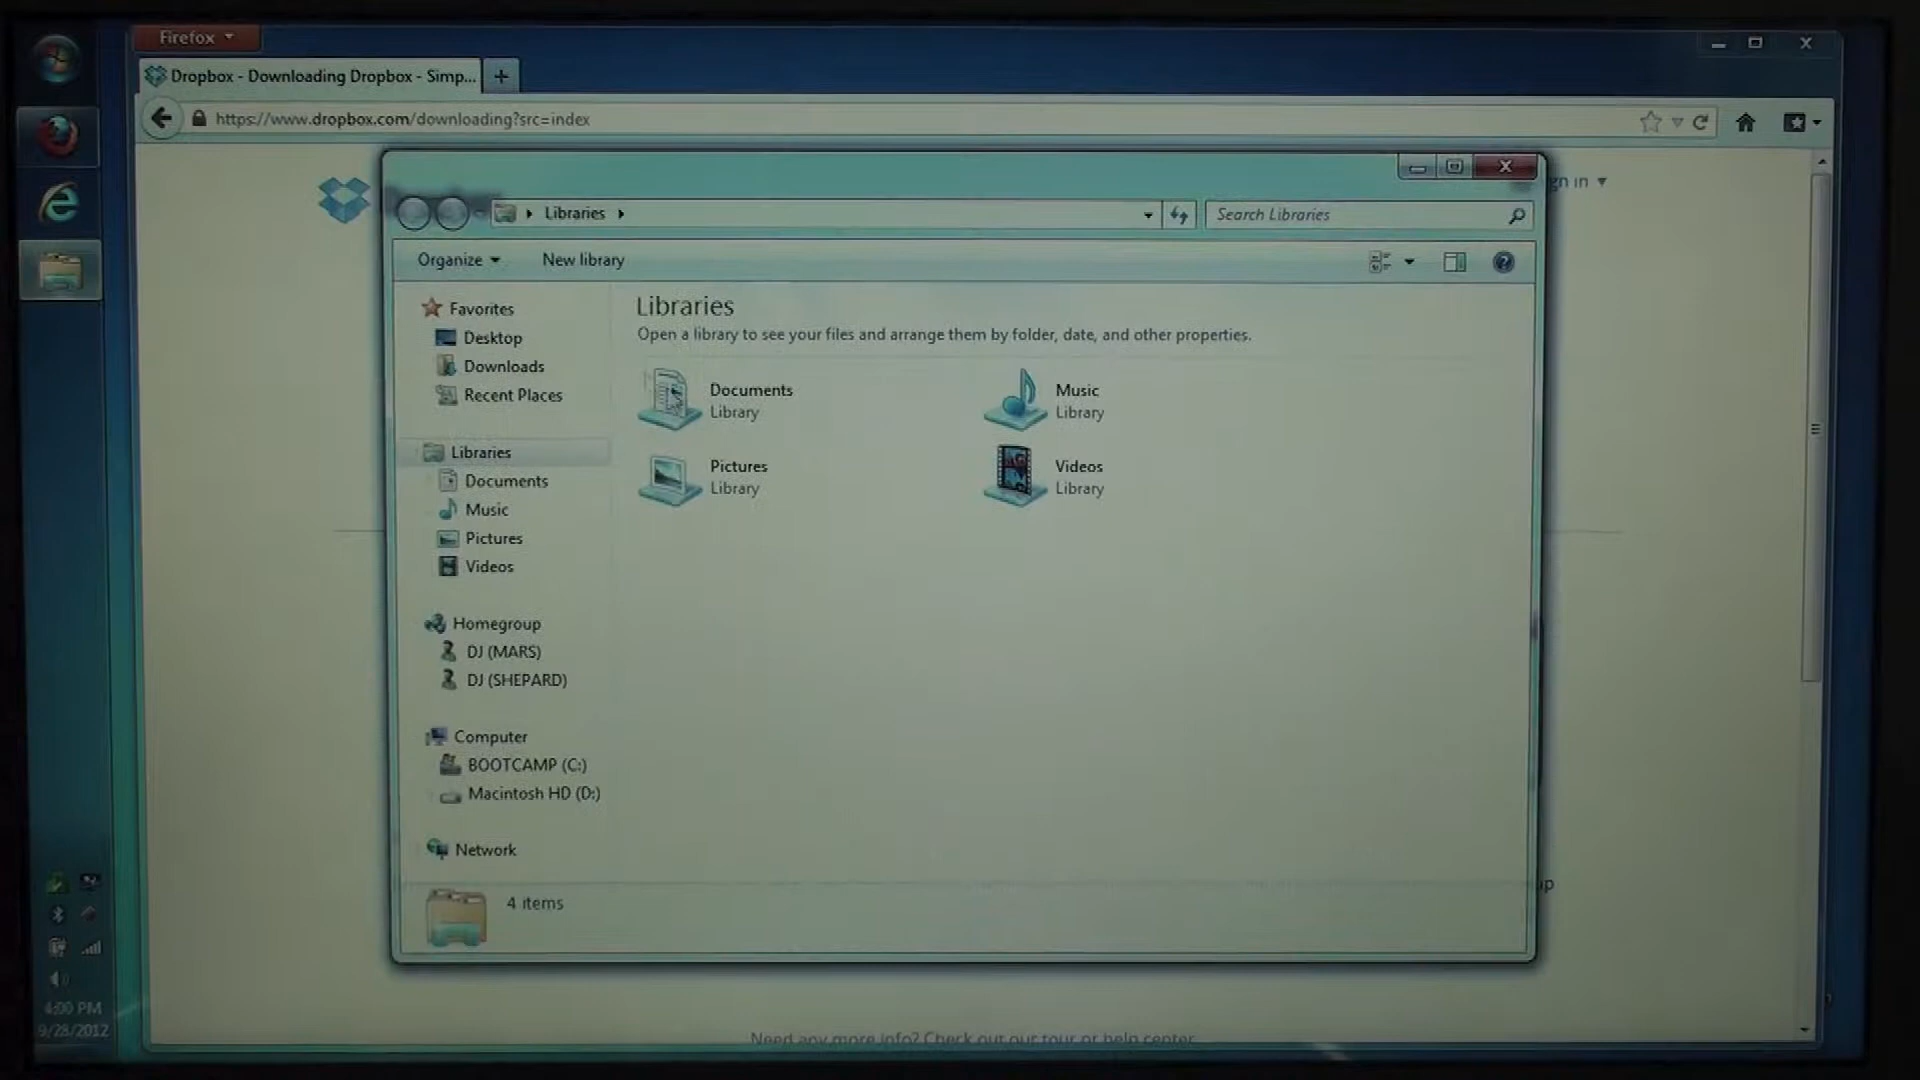 Firefox
Dropbox - Downloading Dropbox - Simp...
https://www.dropbox.com/downloading?src=index
gn in
Libraries
Search Libraries
Organize
New library
Favorites
Desktop
Downloads
Recent Places
Libraries
Documents
Music
Pictures
Videos
Homegroup
DJ (MARS)
DJ (SHEPARD)
Computer
BOOTCAMP (C:)
Macintosh HD (D:)
Network
Libraries
Open a library to see your files and arrange them by folder, date, and other properties.
Documents
Library
Music
Library
Pictures
Library
Videos
Library
4 items
up
Need any more info? Check out our tour or help center
4:00 PM
9/28/2012